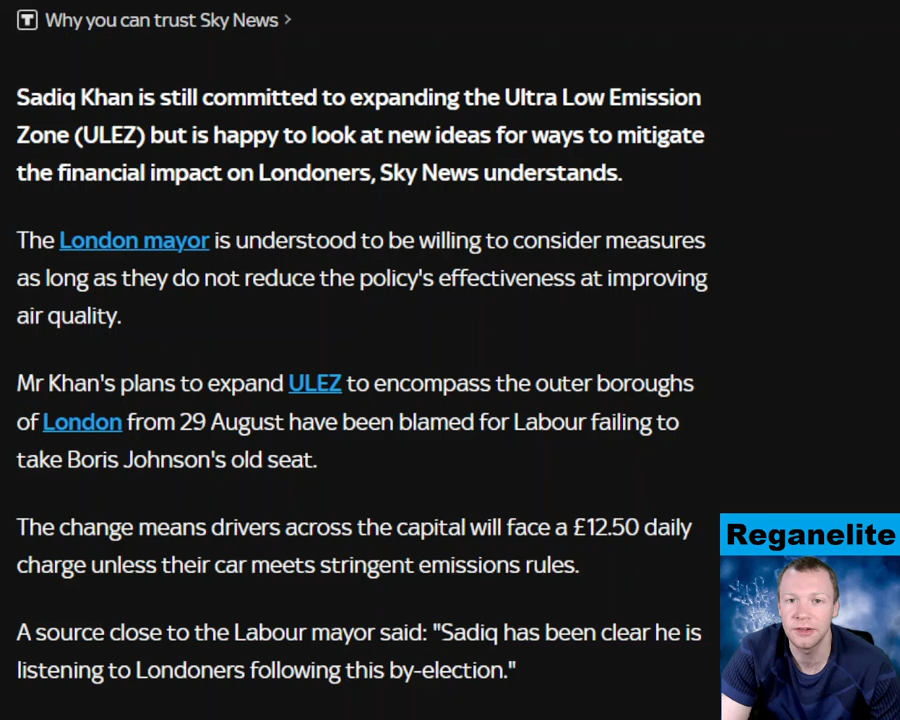 Why you can trust Sky News >
Sadiq Khan is still committed to expanding the Ultra Low Emission
Zone (ULEZ) but is happy to look at new ideas for ways to mitigate
the financial impact on Londoners, Sky News understands.
The London mayor is understood to be willing to consider measures
as long as they do not reduce the policy's effectiveness at improving
air quality.
Mr Khan's plans to expand ULEZ to encompass the outer boroughs
of London from 29 August have been blamed for Labour failing to
take Boris Johnson's old seat.
The change means drivers across the capital will face a £12.50 daily
charge unless their car meets stringent emissions rules.
A source close to the Labour mayor said: "Sadiq has been clear he is
listening to Londoners following this by-election."
Reganelite